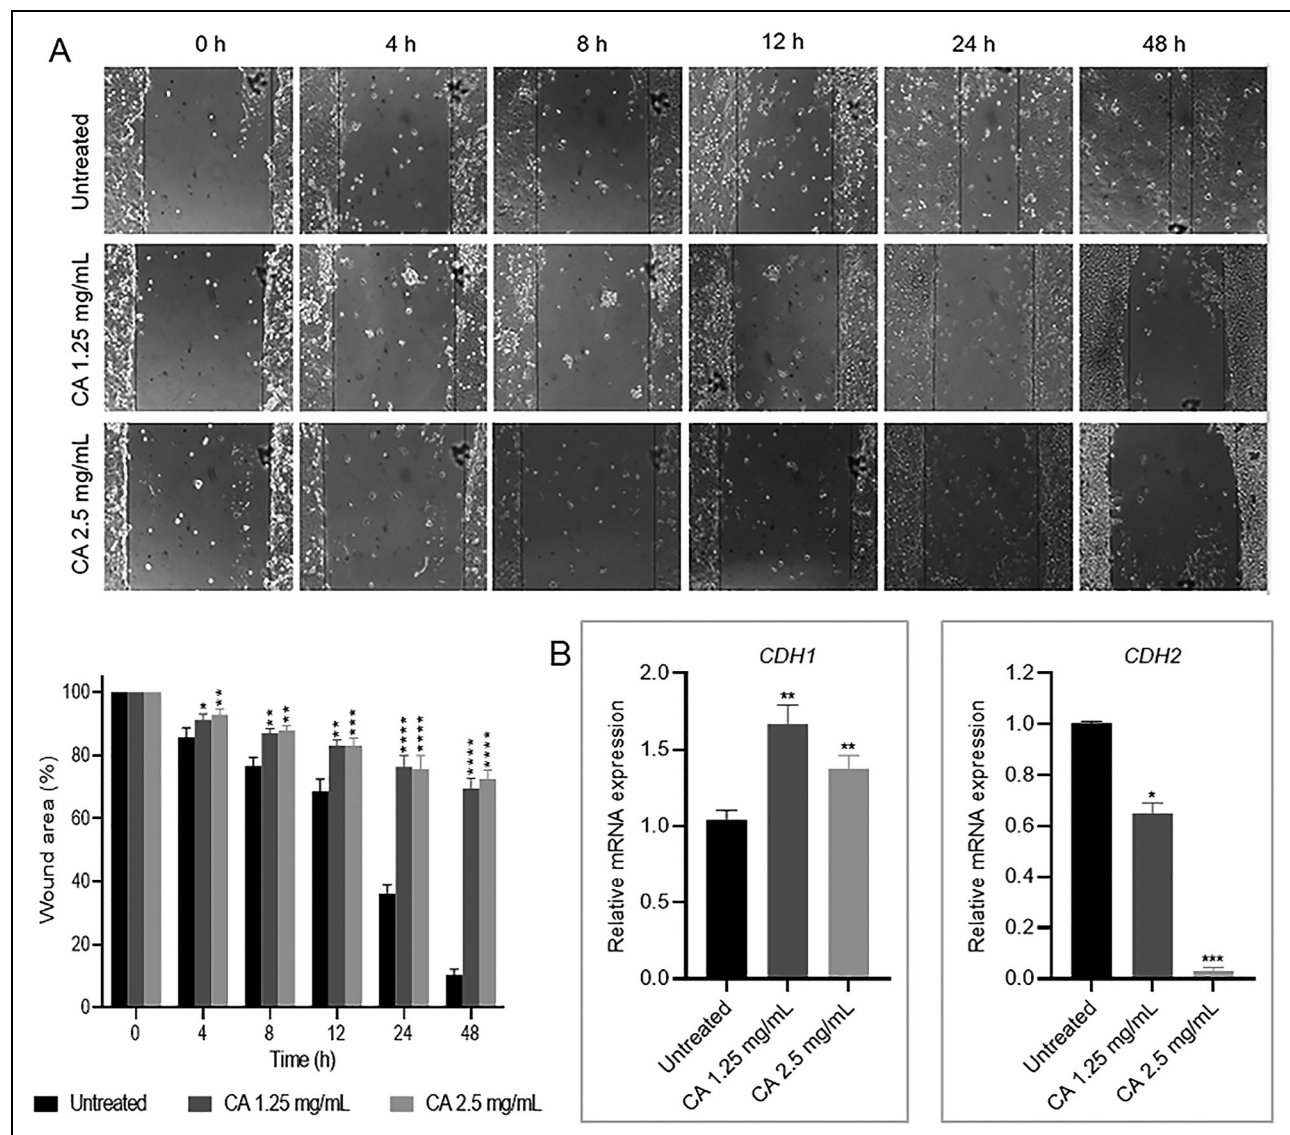 A
0 h 4 h 8 h 12 h 24 h 48 h
Untreated
CA 1.25 mg/mL
CA 2.5 mg/mL
Wound area (%)
100
80
60
40
20
0
* ** ** ** ** *** **** **** **** ****
0 4 8 12 24 48
Time (h)
Untreated CA 1.25 mg/mL CA 2.5 mg/mL
B
CDH1
Relative mRNA expression
2.0
1.5
1.0
0.5
0.0
** **
Untreated
CA 1.25 mg/mL
CA 2.5 mg/mL
CDH2
Relative mRNA expression
1.2
1.0
0.8
0.6
0.4
0.2
0.0
* ***
Untreated
CA 1.25 mg/mL
CA 2.5 mg/mL